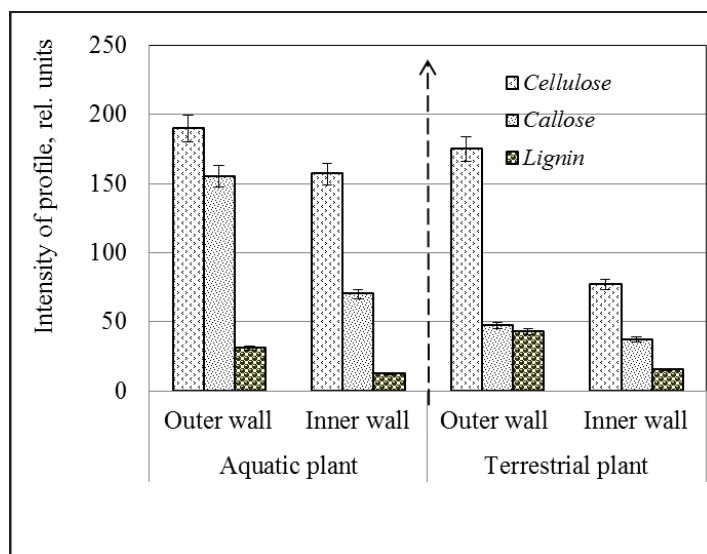 Intensity of profile, rel. units
250
200
150
100
50
0
Cellulose
Callose
Lignin
Outer wall Inner wall Outer wall Inner wall
Aquatic plant Terrestrial plant